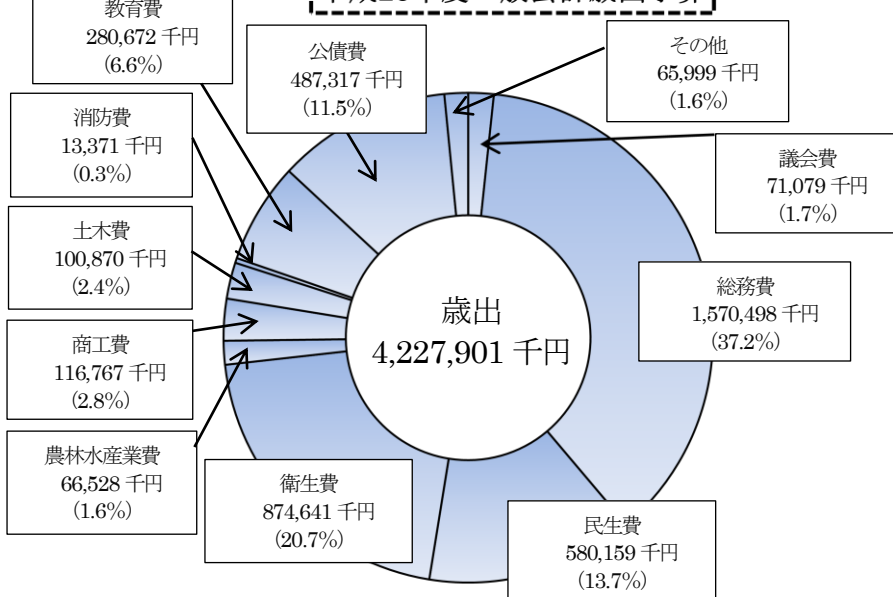 教育費
280,672 千円
(6.6%)
公債費
487,317 千円
(11.5%)
その他
65,999 千円
(1.6%)
消防費
13,371 千円
(0.3%)
議会費
71,079 千円
(1.7%)
土木費
100,870 千円
(2.4%)
総務費
1,570,498 千円
(37.2%)
歳出
4,227,901 千円
商工費
116,767 千円
(2.8%)
農林水産業費
66,528 千円
(1.6%)
衛生費
874,641 千円
(20.7%)
民生費
580,159 千円
(13.7%)